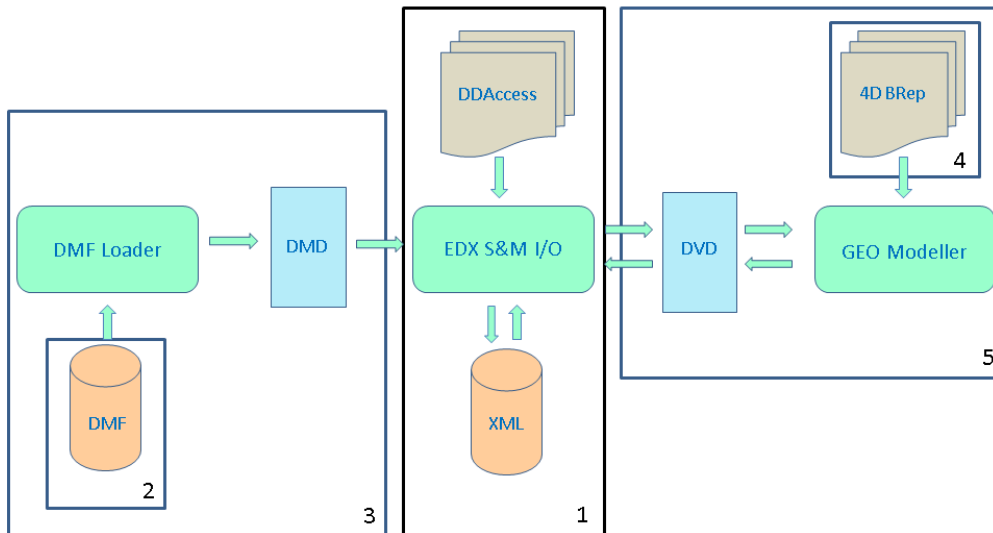 DDAccess
4D BRep
4
DMF Loader
DMD
EDX S&M I/O
DVD
GEO Modeller
5
DMF
XML
2
3
1